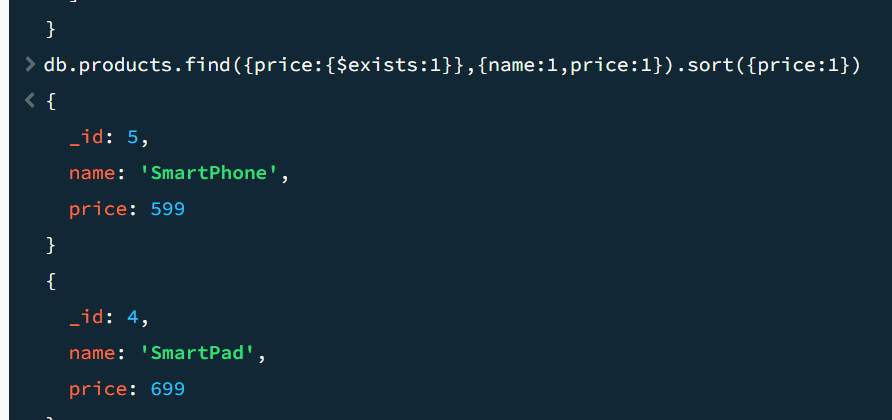 }
> db.products.find({price:{$exists:1}},{name:1,price:1}).sort({price:1})
< {
_id: 5,
name: 'SmartPhone',
price: 599
}
{
_id: 4,
name: 'SmartPad',
price: 699